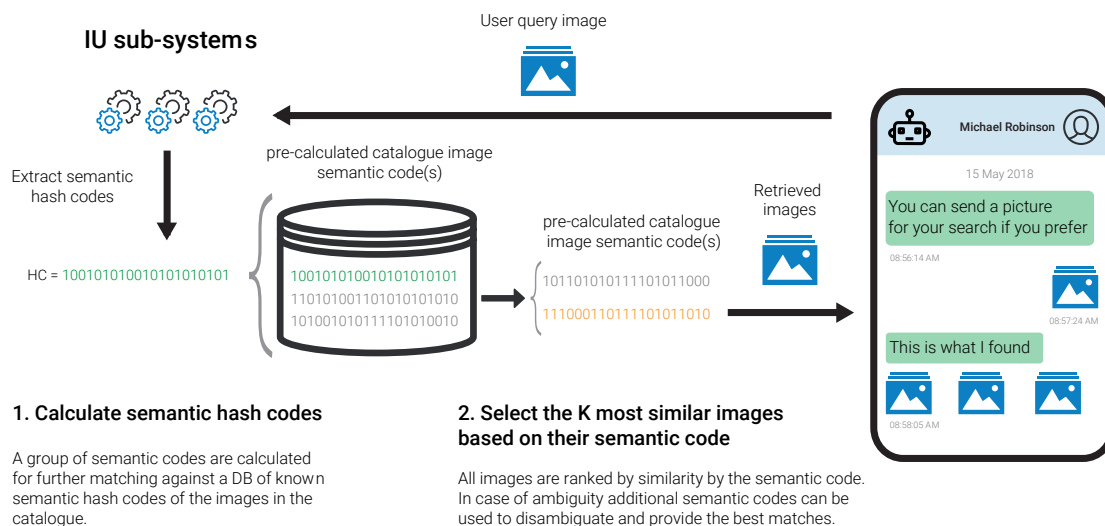 User query image
IU sub-systems
Michael Robinson
15 May 2018
You can send a picture
for your search if you prefer
08:56:14 AM
08:57:24 AM
This is what I found
08:58:05 AM
Extract semantic
hash codes
HC = 100101010010101010101
pre-calculated catalogue image
semantic code(s)
100101010010101010101
110101001101010101010
101001010111101010010
pre-calculated catalogue
image semantic code(s)
101101010111101011000
111000110111101011010
Retrieved
images
1. Calculate semantic hash codes
A group of semantic codes are calculated
for further matching against a DB of known
semantic hash codes of the images in the
catalogue.
2. Select the K most similar images
based on their semantic code
All images are ranked by similarity by the semantic code.
In case of ambiguity additional semantic codes can be
used to disambiguate and provide the best matches.